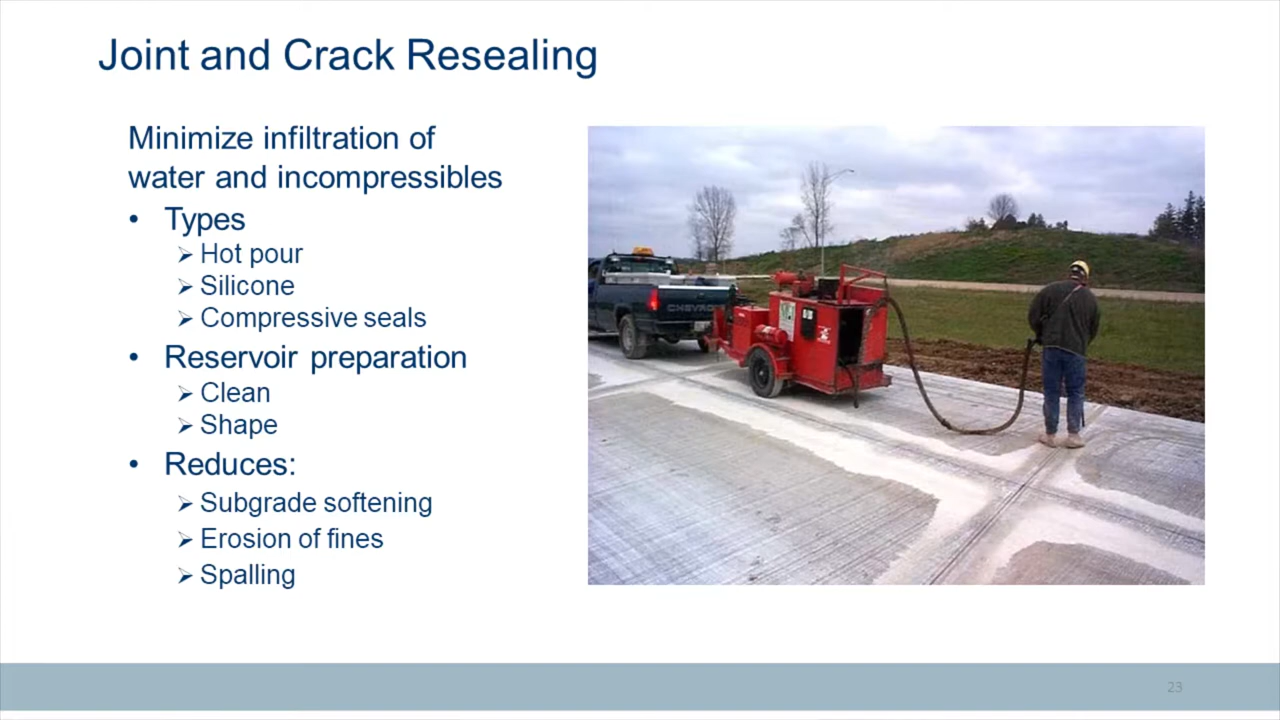 Joint and Crack Resealing
Minimize infiltration of
water and incompressibles
• Types
➢ Hot pour
➢ Silicone
➢ Compressive seals
• Reservoir preparation
➢ Clean
➢ Shape
• Reduces:
➢ Subgrade softening
➢ Erosion of fines
➢ Spalling
CHEVROLET
23